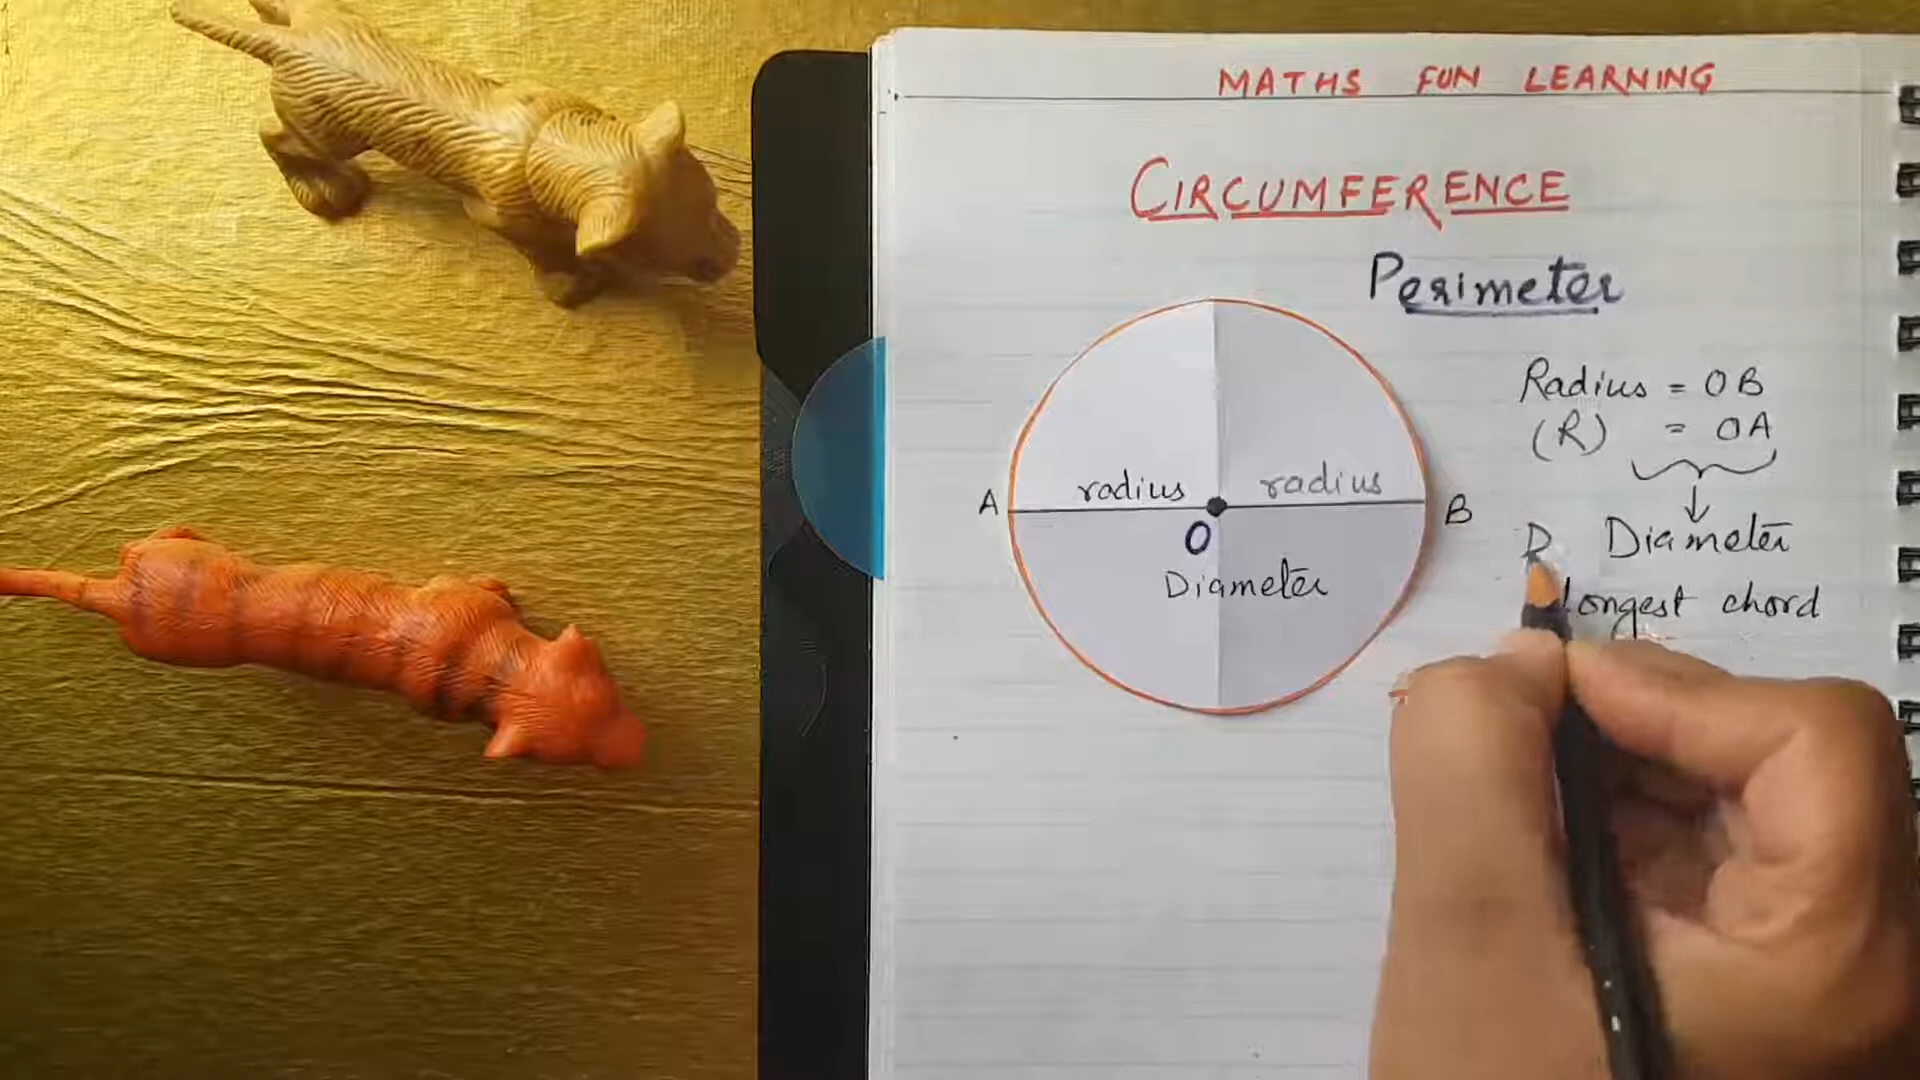 MATHS FUN LEARNING
CIRCUMFERENCE
Perimeter
Radius = OB
(R) = OA
A radius radius B
O
Diameter
D Diameter
Longest chord